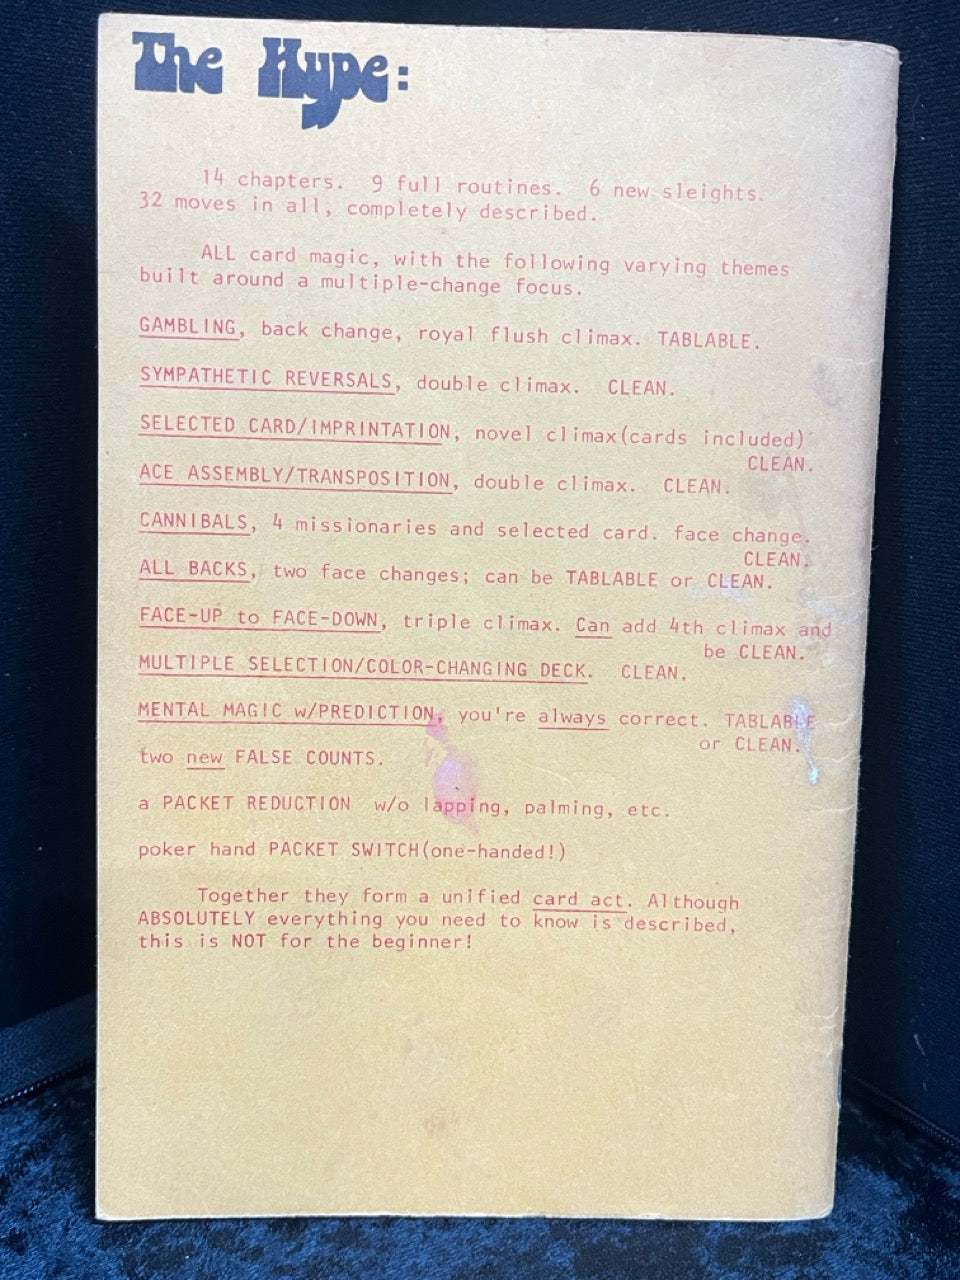 The Hype:
14 chapters. 9 full routines. 6 new sleights.
32 moves in all, completely described.
ALL card magic, with the following varying themes
built around a multiple-change focus.
GAMBLING, back change, royal flush climax. TABLABLE.
SYMPATHETIC REVERSALS, double climax. CLEAN.
SELECTED CARD/IMPRINTATION, novel climax(cards included)
CLEAN.
ACE ASSEMBLY/TRANSPOSITION, double climax. CLEAN.
CANNIBALS, 4 missionaries and selected card. face change.
CLEAN.
ALL BACKS, two face changes; can be TABLABLE or CLEAN.
FACE-UP to FACE-DOWN, triple climax. Can add 4th climax and
be CLEAN.
MULTIPLE SELECTION/COLOR-CHANGING DECK. CLEAN.
MENTAL MAGIC w/PREDICTION, you're always correct. TABLABLE
or CLEAN.
two new FALSE COUNTS.
a PACKET REDUCTION w/o lapping, palming, etc.
poker hand PACKET SWITCH(one-handed!)
Together they form a unified card act. Although
ABSOLUTELY everything you need to know is described,
this is NOT for the beginner!